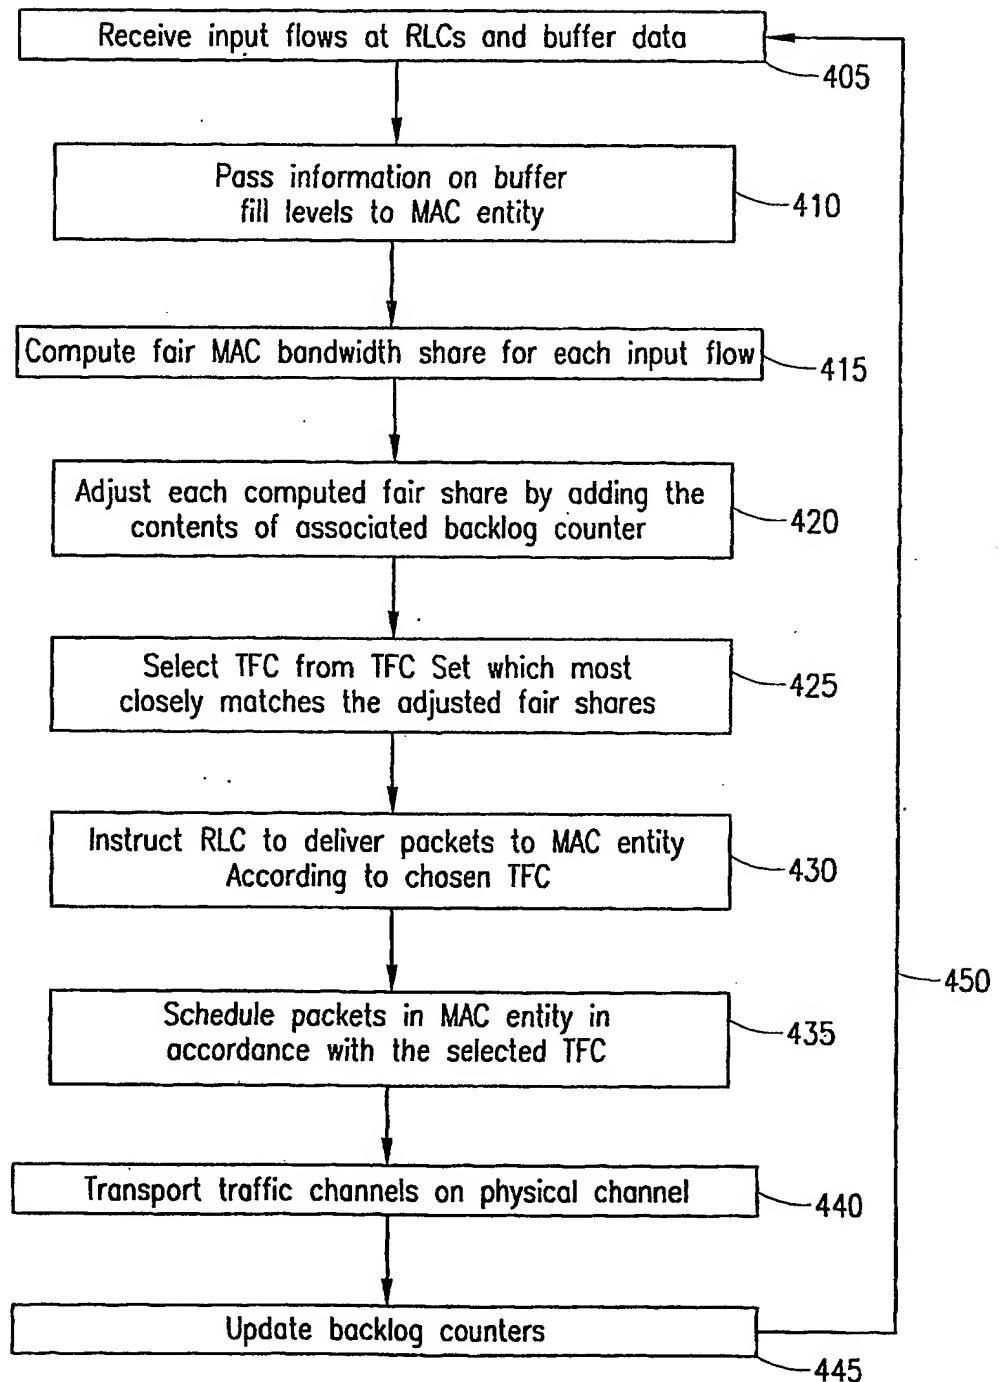 Receive input flows at RLCs and buffer data
405
Pass information on buffer
fill levels to MAC entity
410
Compute fair MAC bandwidth share for each input flow
415
Adjust each computed fair share by adding the
contents of associated backlog counter
420
Select TFC from TFC Set which most
closely matches the adjusted fair shares
425
Instruct RLC to deliver packets to MAC entity
According to chosen TFC
430
450
Schedule packets in MAC entity in
accordance with the selected TFC
435
Transport traffic channels on physical channel
440
Update backlog counters
445